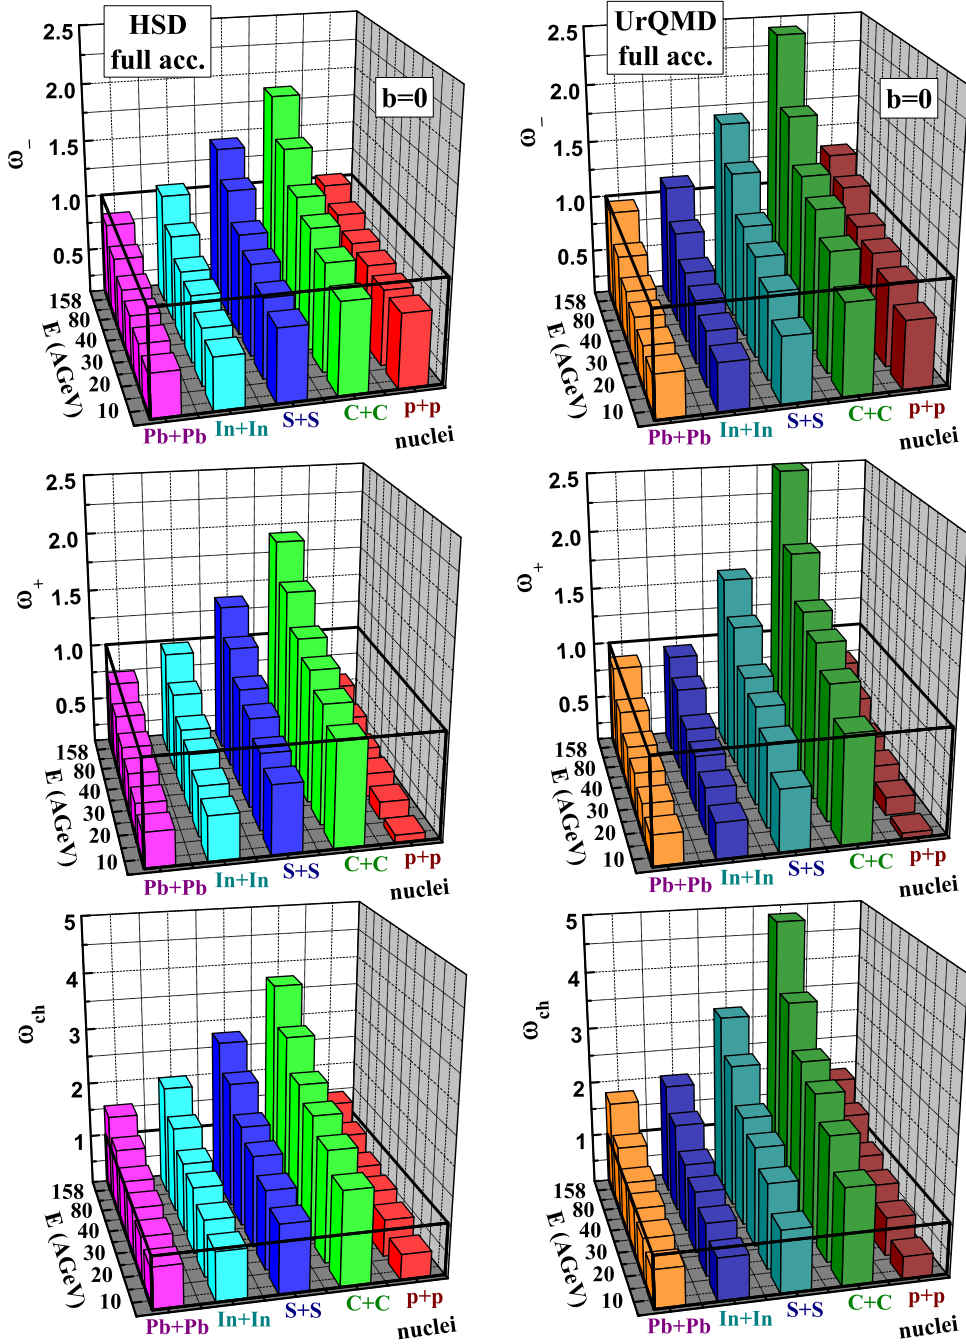 HSD
full acc.
b=0
2.5
2.0
1.5
1.0
0.5
ω_
158
80
40
30
20
10
E (AGeV)
Pb+Pb
In+In
S+S
C+C
p+p
nuclei
UrQMD
full acc.
b=0
2.5
2.0
1.5
1.0
0.5
ω_
158
80
40
30
20
10
E (AGeV)
Pb+Pb
In+In
S+S
C+C
p+p
nuclei
2.5
2.0
1.5
1.0
0.5
ω+
158
80
40
30
20
10
E (AGeV)
Pb+Pb
In+In
S+S
C+C
p+p
nuclei
2.5
2.0
1.5
1.0
0.5
ω+
158
80
40
30
20
10
E (AGeV)
Pb+Pb
In+In
S+S
C+C
p+p
nuclei
5
4
3
2
1
ωch
158
80
40
30
20
10
E (AGeV)
Pb+Pb
In+In
S+S
C+C
p+p
nuclei
5
4
3
2
1
ωch
158
80
40
30
20
10
E (AGeV)
Pb+Pb
In+In
S+S
C+C
p+p
nuclei